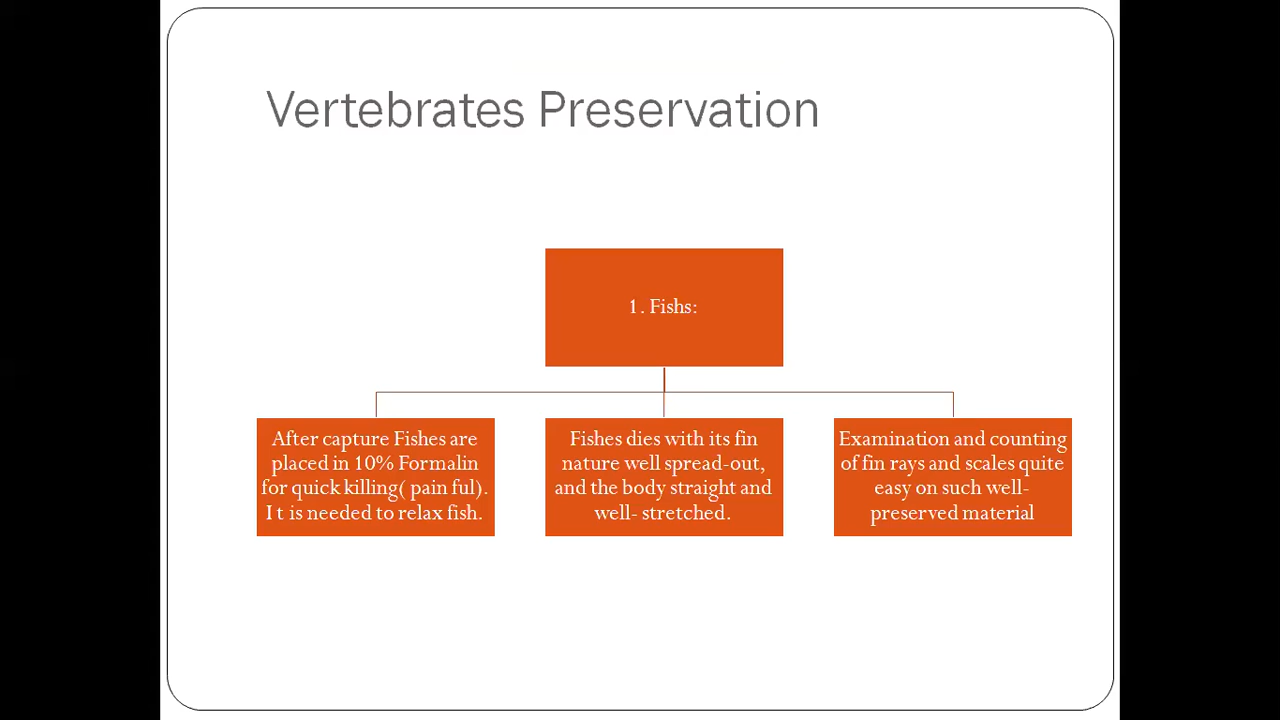 Vertebrates Preservation
1. Fishs:
After capture Fishes are
placed in 10% Formalin
for quick killing( pain ful).
I t is needed to relax fish.
Fishes dies with its fin
nature well spread-out,
and the body straight and
well- stretched.
Examination and counting
of fin rays and scales quite
easy on such well-
preserved material